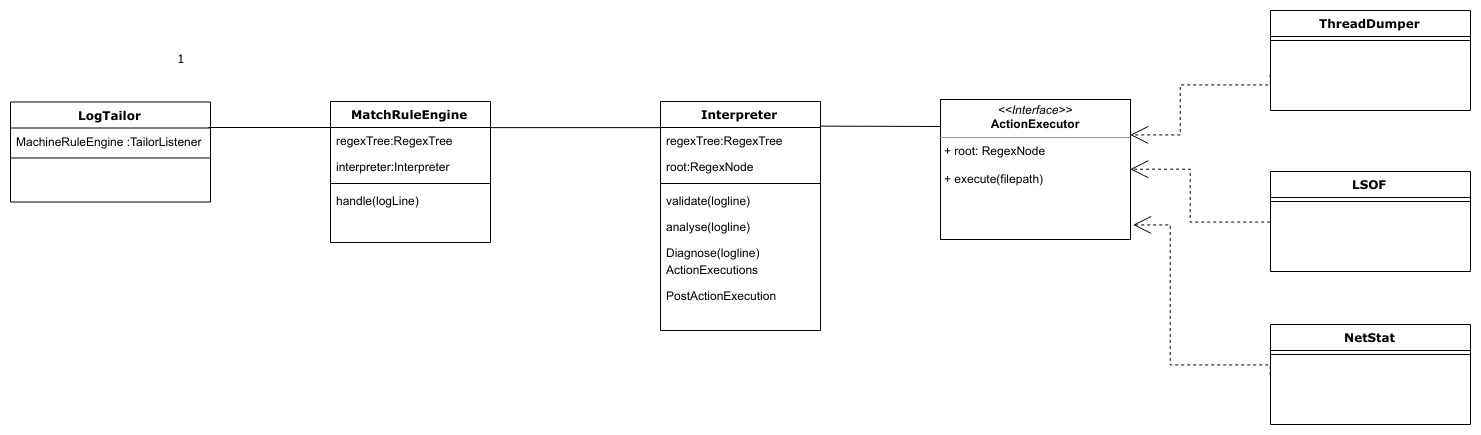 1
LogTailor
MachineRuleEngine :TailorListener
MatchRuleEngine
regexTree:RegexTree
interpreter:Interpreter
handle(logLine)
Interpreter
regexTree:RegexTree
root:RegexNode
validate(logline)
analyse(logline)
Diagnose(logline)
ActionExecutions
PostActionExecution
<<Interface>>
ActionExecutor
+ root: RegexNode
+ execute(filepath)
ThreadDumper
LSOF
NetStat